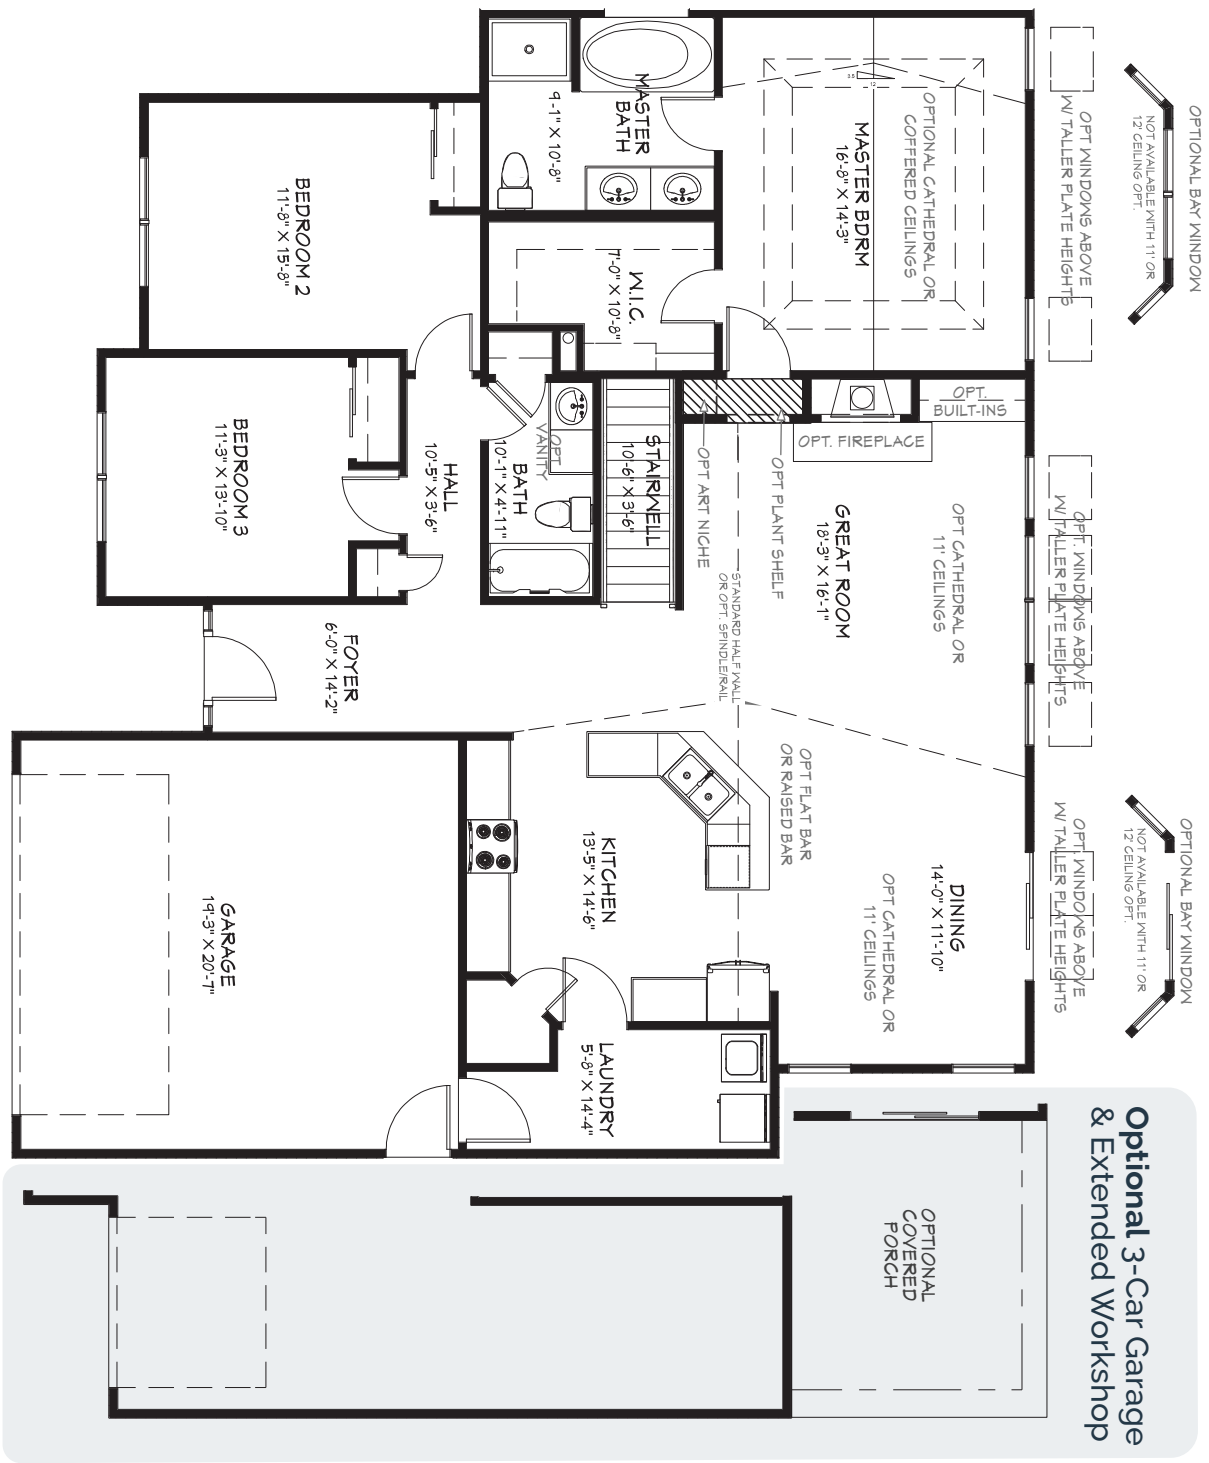 OPTIONAL BAY WINDOW
NOT AVAILABLE WITH 11' OR
12' CEILING OPT.
OPT WINDOWS ABOVE
W/ TALLER PLATE HEIGHTS
OPTIONAL CATHEDRAL OR
COFFERED CEILINGS
3.5
12
MASTER BDRM
16'-8" X 14'-3"
MASTER
BATH
9'-1" X 10'-8"
W.I.C.
7'-0" X 10'-8"
BEDROOM 2
11'-8" X 15'-8"
OPT.
BUILT-INS
OPT. FIREPLACE
OPT PLANT SHELF
OPT ART NICHE
STAIRWELL
10'-6" X 3'-6"
OPT
VANITY
BATH
10'-1" X 4'-11"
HALL
10'-5" X 3'-6"
BEDROOM 3
11'-3" X 13'-10"
OPT. WINDOWS ABOVE
W/TALLER PLATE HEIGHTS
OPT CATHEDRAL OR
11' CEILINGS
GREAT ROOM
18'-3" X 16'-1"
STANDARD HALF WALL
OR OPT. SPINDLE/RAIL
FOYER
6'-0" X 14'-2"
OPTIONAL BAY WINDOW
NOT AVAILABLE WITH 11' OR
12' CEILING OPT.
OPT. WINDOWS ABOVE
W/ TALLER PLATE HEIGHTS
DINING
14'-0" X 11'-10"
OPT CATHEDRAL OR
11' CEILINGS
OPT FLAT BAR
OR RAISED BAR
KITCHEN
13'-5" X 14'-6"
GARAGE
19'-3" X 20'-7"
LAUNDRY
5'-8" X 14'-4"
Optional 3-Car Garage
& Extended Workshop
OPTIONAL
COVERED
PORCH